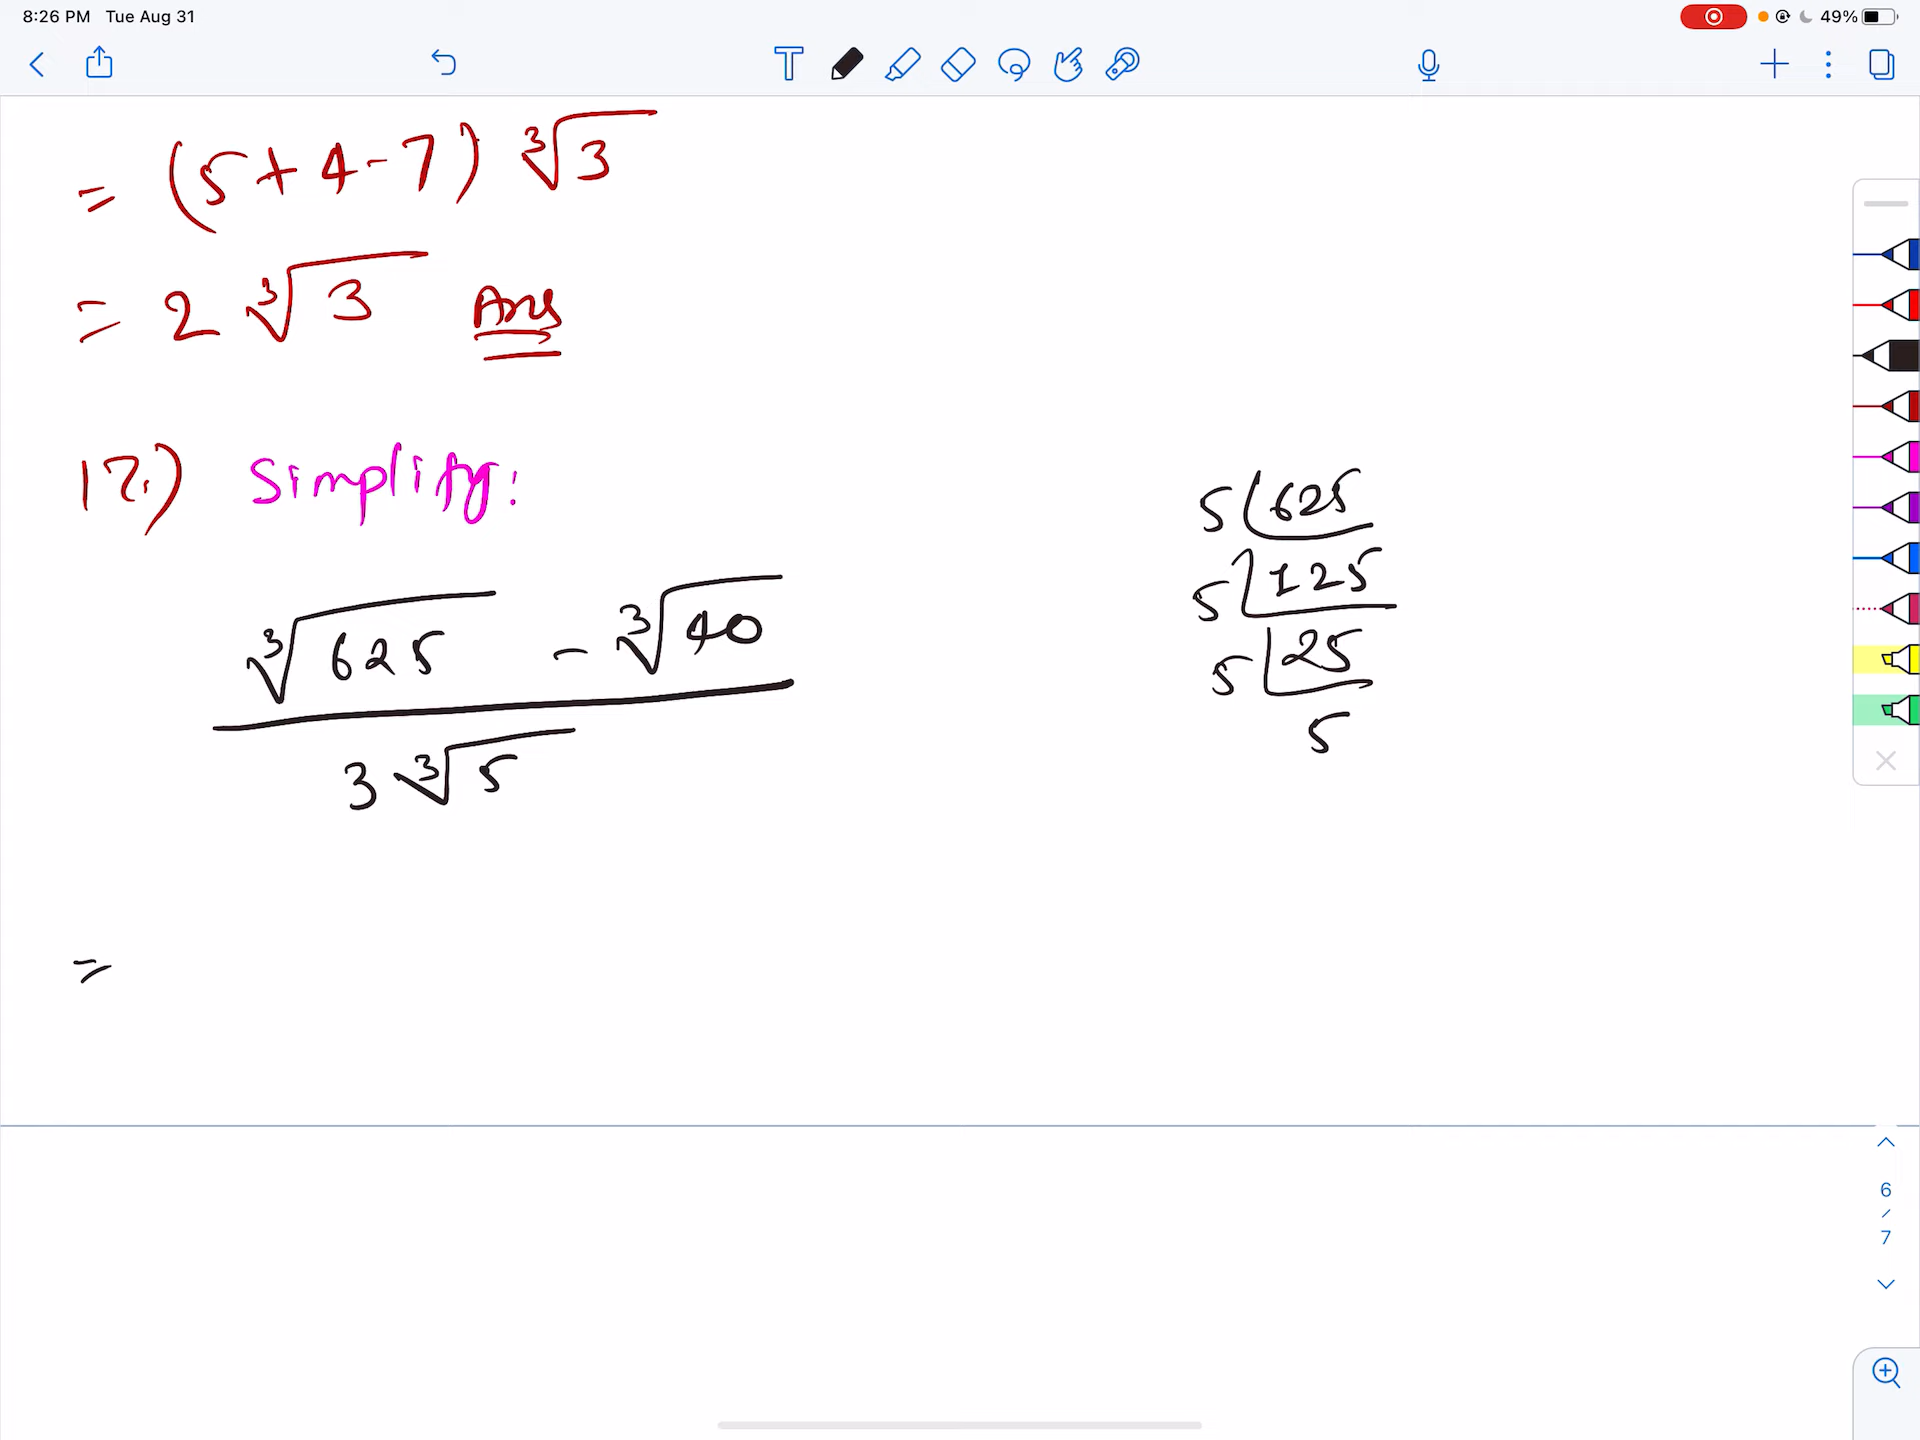 8:26 PM Tue Aug 31
49%
T
= (5+4-7) ∛3
= 2 ∛3 Ans
17.) Simplify:
∛625 - ∛40
3 ∛5
5 625
5 125
5 25
5
=
6
/
7